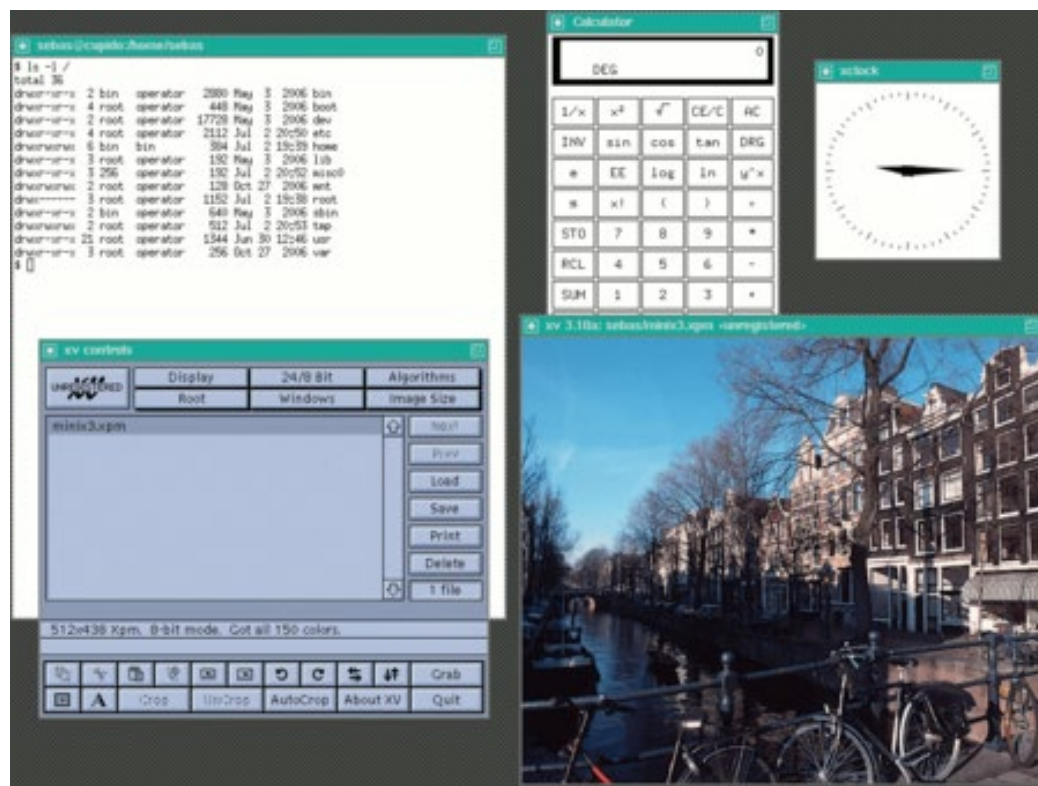 sebas@cupido:/home/sebas
$ ls -l /
total 36
drwxr-xr-x 2 bin operator 2880 May 3 2006 bin
drwxr-xr-x 4 root operator 448 May 3 2006 boot
drwxr-xr-x 2 root operator 17728 May 3 2006 dev
drwxr-xr-x 4 root operator 2112 Jul 2 20:50 etc
drwxrwxrwx 6 bin bin 384 Jul 2 19:39 home
drwxr-xr-x 3 root operator 192 May 3 2006 lib
drwxr-xr-x 3 256 operator 192 Jul 2 20:52
drwxrwxrwx 2 root operator 128 Oct 27 2006 mnt
drwx------ 3 root operator 1152 Jul 2 19:38 root
drwxr-xr-x 2 bin operator 640 May 3 2006 sbin
drwxrwxrwx 2 root operator 512 Jul 2 20:53 tmp
drwxr-xr-x 21 root operator 1344 Jun 30 12:46 usr
drwxr-xr-x 3 root operator 256 Oct 27 2006 var
$
Calculator
0
DEG
1/x x² √ CE/C AC
INV sin cos tan DRG
e EE log ln y^x
x! ( )
STO 7 8 9 *
RCL 4 5 6 -
SUM 1 2 3 +
xclock
xv controls
UNREGISTERED
Display 24/8 Bit Algorithms
Root Windows Image Size
minix3.xpm
Next
Prev
Load
Save
Print
Delete
1 file
512x438 Xpm. 8-bit mode. Got all 150 colors.
Grab
A Crop UnCrop AutoCrop About XV Quit
xv 3.10a: sebas/minix3.xpm <unregistered>